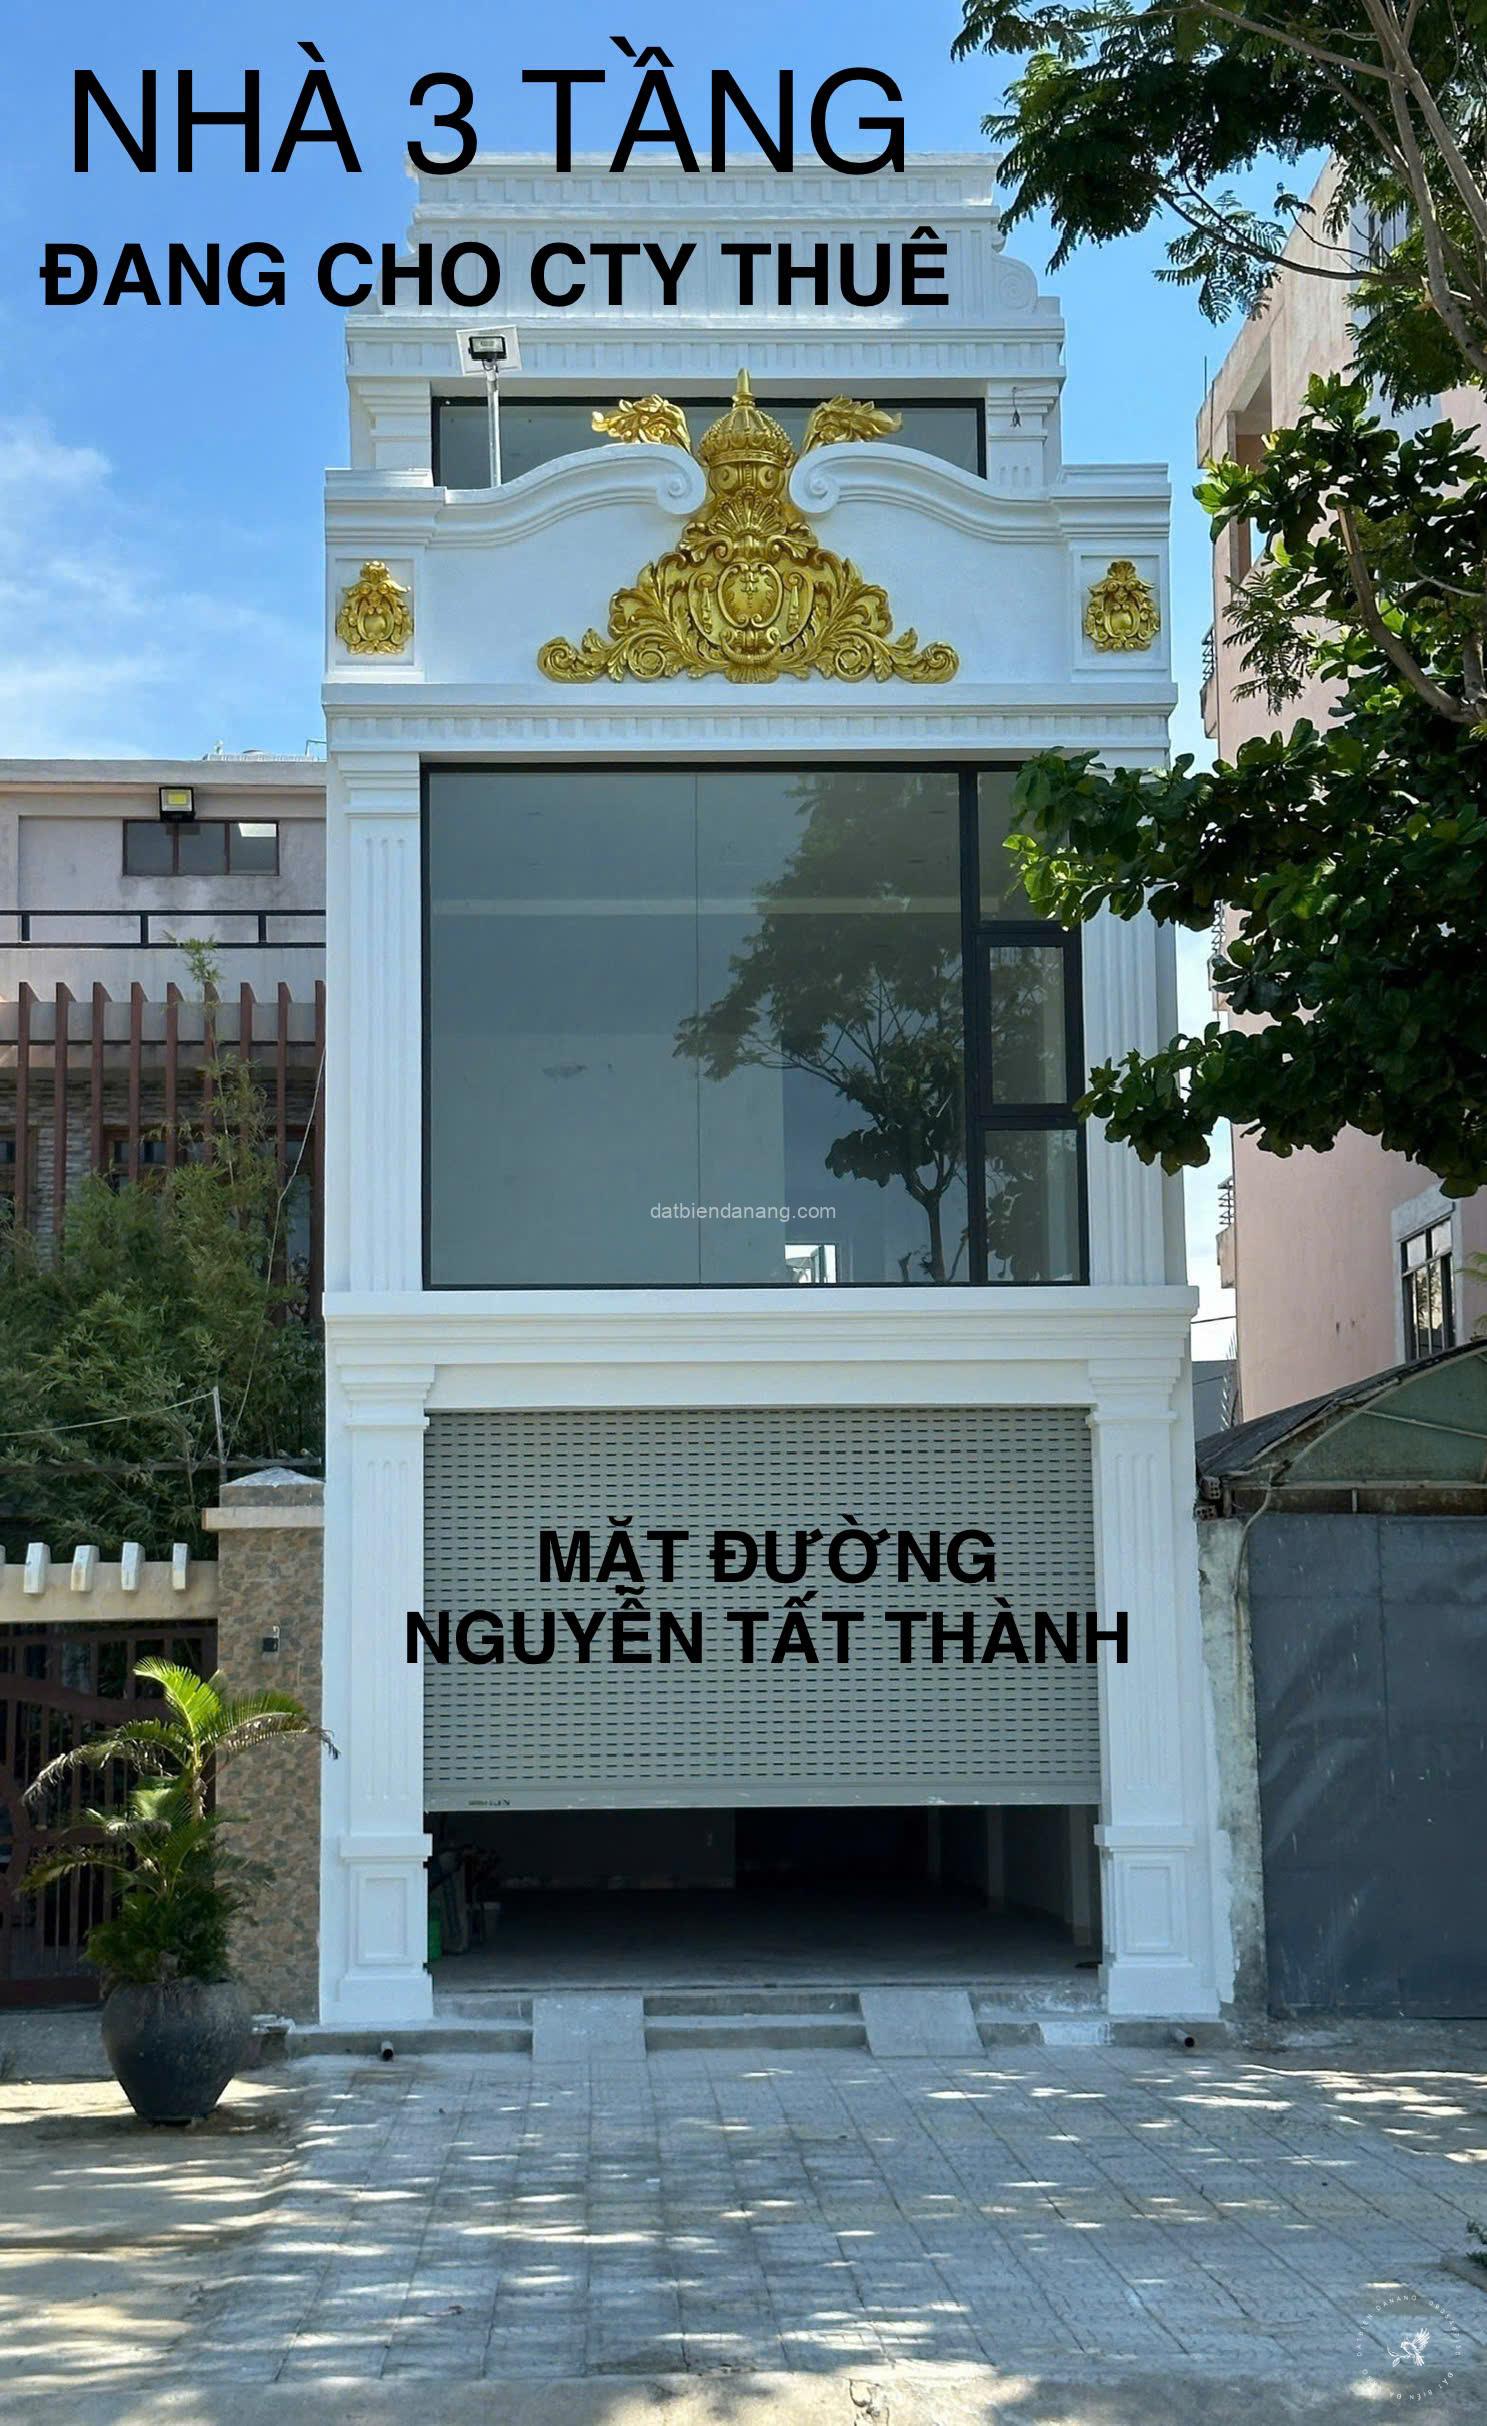 NHÀ 3 TẦNG
ĐANG CHO CTY THUÊ
datbiendanang.com
MẶT ĐƯỜNG
NGUYỄN TẤT THÀNH